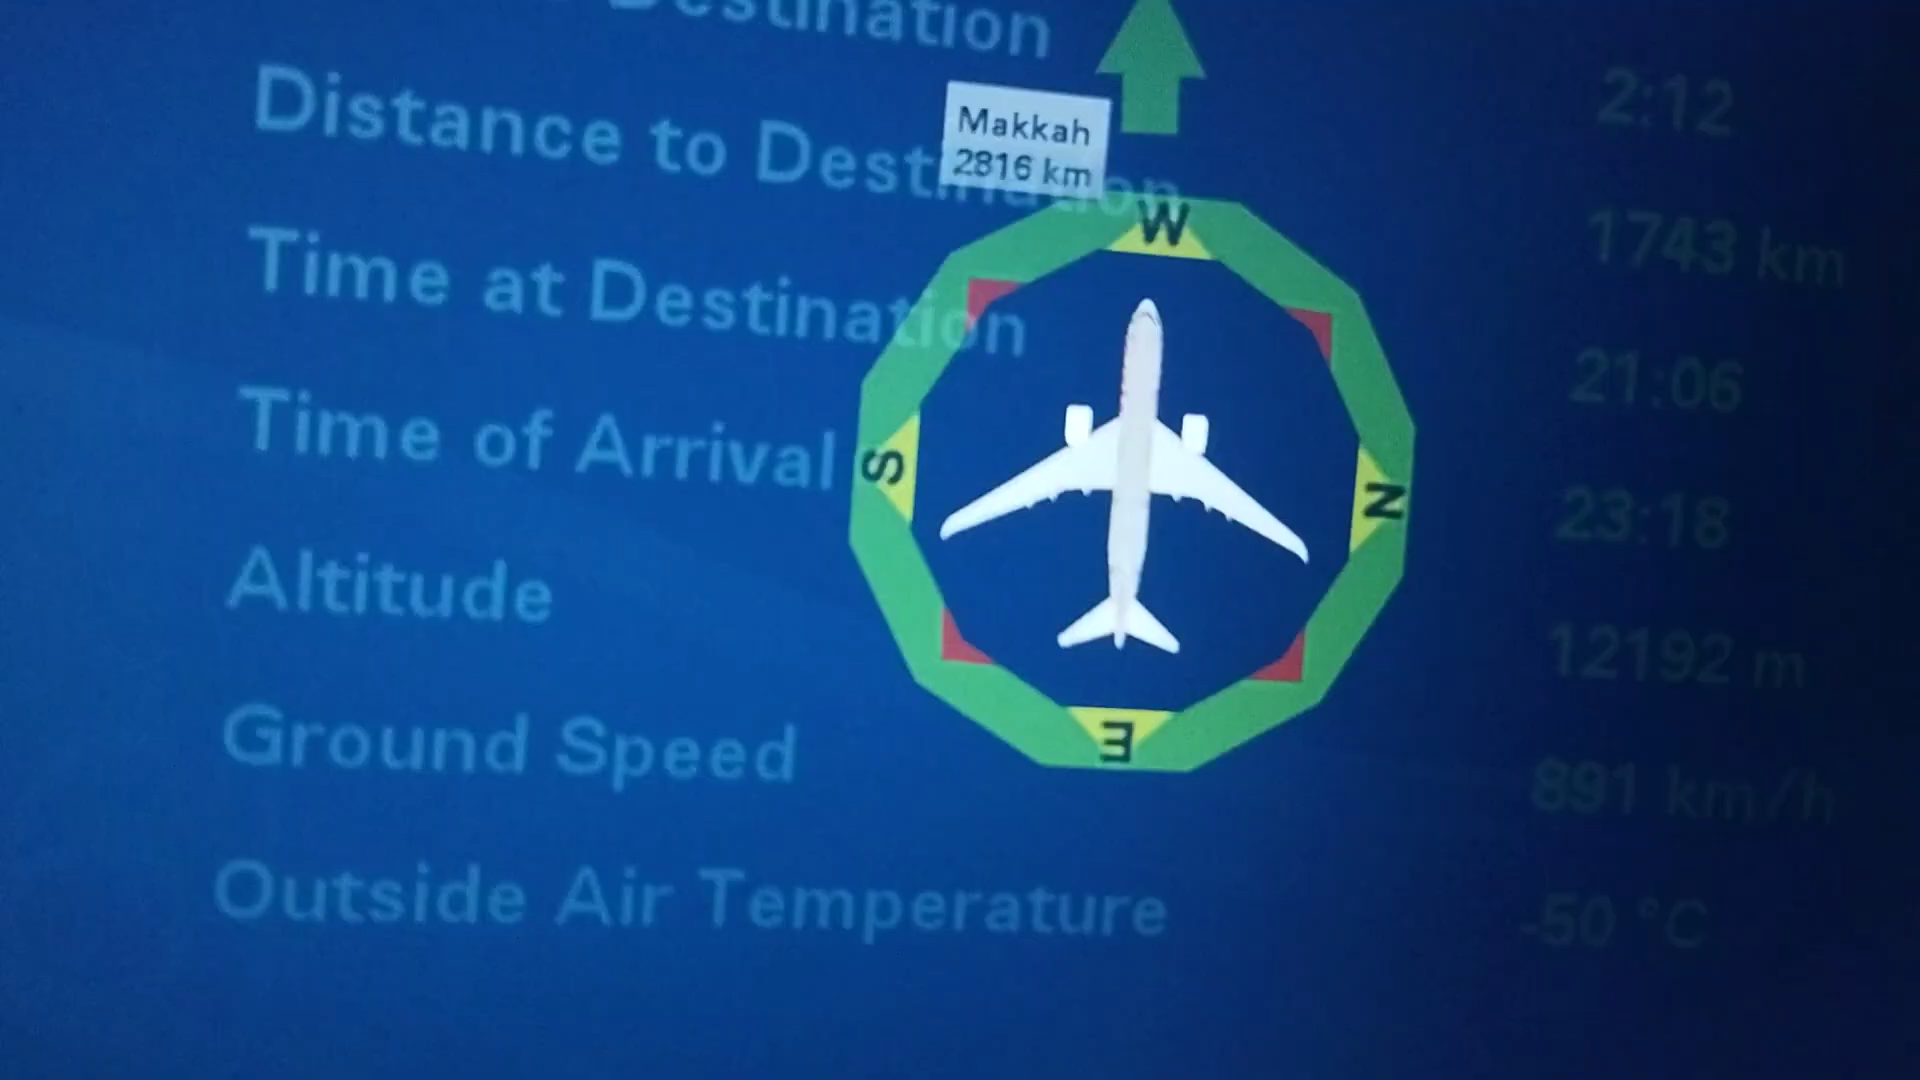 Destination 2:12
Distance to Destination 1743 km
Makkah
2816 km
W
Time at Destination 21:06
Time of Arrival 23:18
S
N
Altitude 12192 m
Ground Speed 891 km/h
E
Outside Air Temperature -50 °C